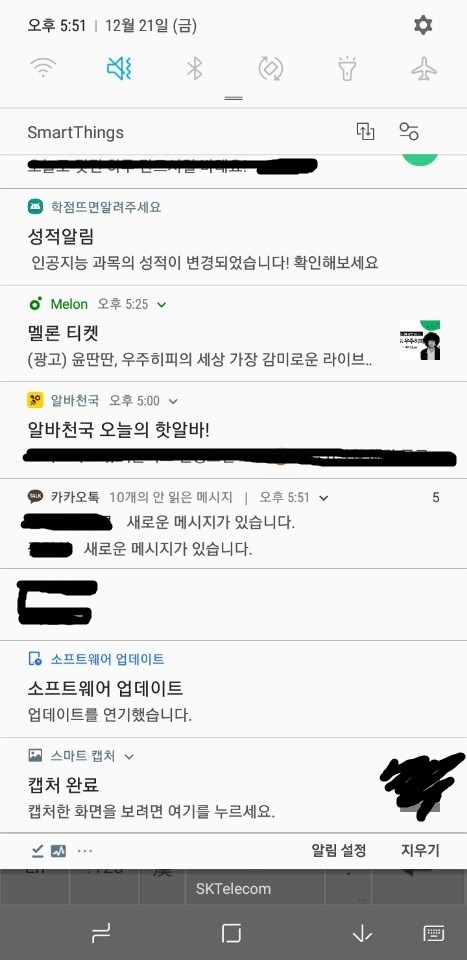 오후 5:51 | 12월 21일 (금)
SmartThings
학점뜨면알려주세요
성적알림
인공지능 과목의 성적이 변경되었습니다! 확인해보세요
Melon 오후 5:25
멜론 티켓
(광고) 윤딴딴, 우주히피의 세상 가장 감미로운 라이브..
알바천국 오후 5:00
알바천국 오늘의 핫알바!
TALK 카카오톡 10개의 안 읽은 메시지 | 오후 5:51 5
새로운 메시지가 있습니다.
새로운 메시지가 있습니다.
소프트웨어 업데이트
소프트웨어 업데이트
업데이트를 연기했습니다.
스마트 캡처
캡처 완료
캡처한 화면을 보려면 여기를 누르세요.
알림 설정 지우기
SKTelecom